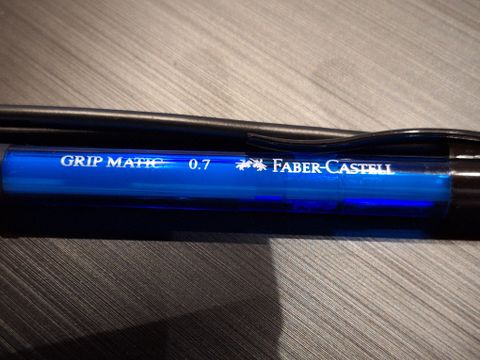 GRIP MATIC 0.7 FABER-CASTELL